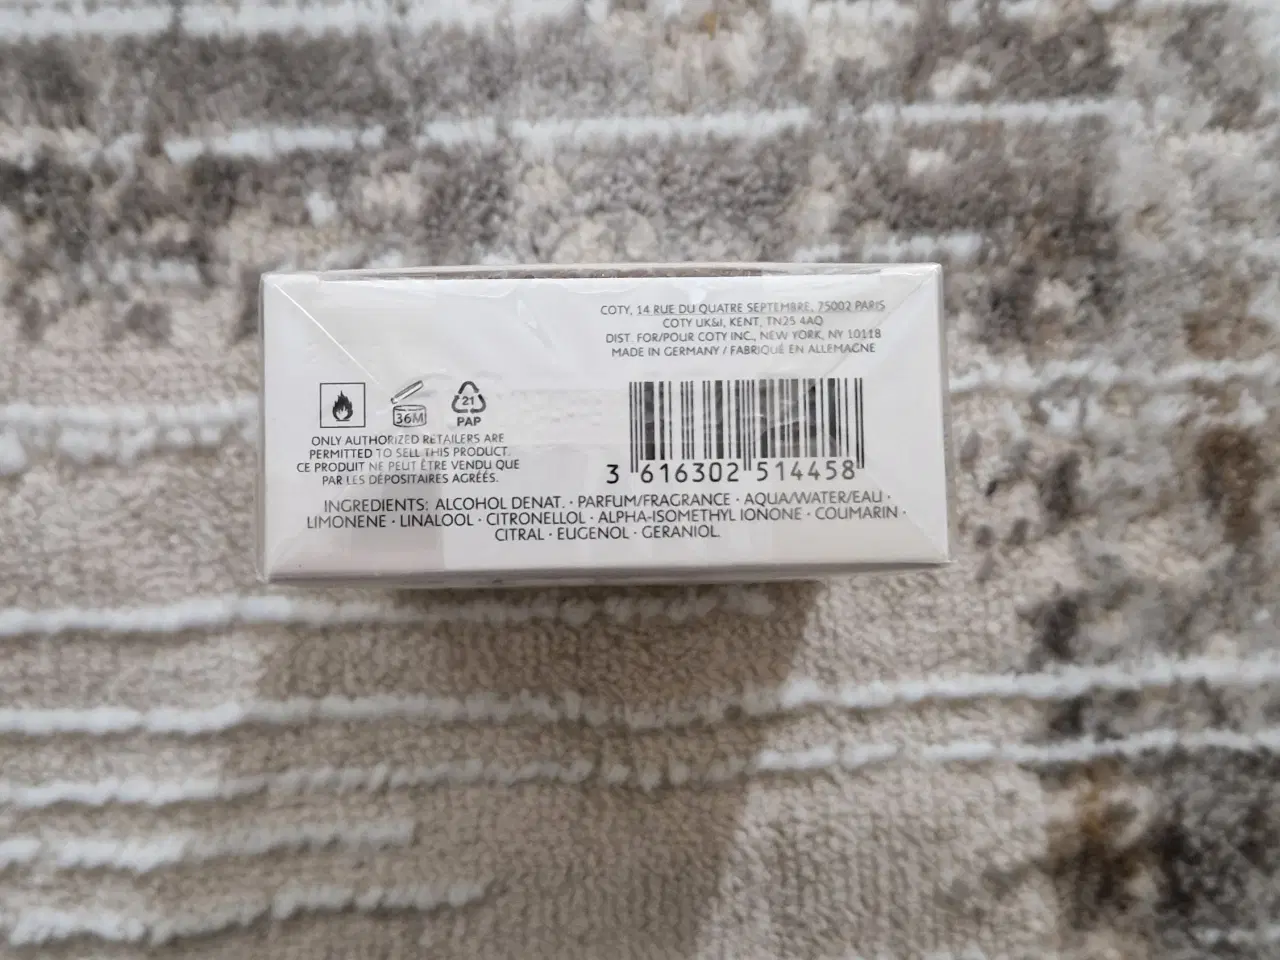 COTY, 14 RUE DU QUATRE SEPTEMBRE, 75002 PARIS
COTY UK&I, KENT, TN25 4AQ
DIST. FOR/POUR COTY INC., NEW YORK, NY 10118
MADE IN GERMANY / FABRIQUÉ EN ALLEMAGNE
36M
21
PAP
ONLY AUTHORIZED RETAILERS ARE
PERMITTED TO SELL THIS PRODUCT.
CE PRODUIT NE PEUT ÊTRE VENDU QUE
PAR LES DÉPOSITAIRES AGRÉÉS.
3 616302 514458
INGREDIENTS: ALCOHOL DENAT. · PARFUM/FRAGRANCE · AQUA/WATER/EAU ·
LIMONENE · LINALOOL · CITRONELLOL · ALPHA-ISOMETHYL IONONE · COUMARIN ·
CITRAL · EUGENOL · GERANIOL.